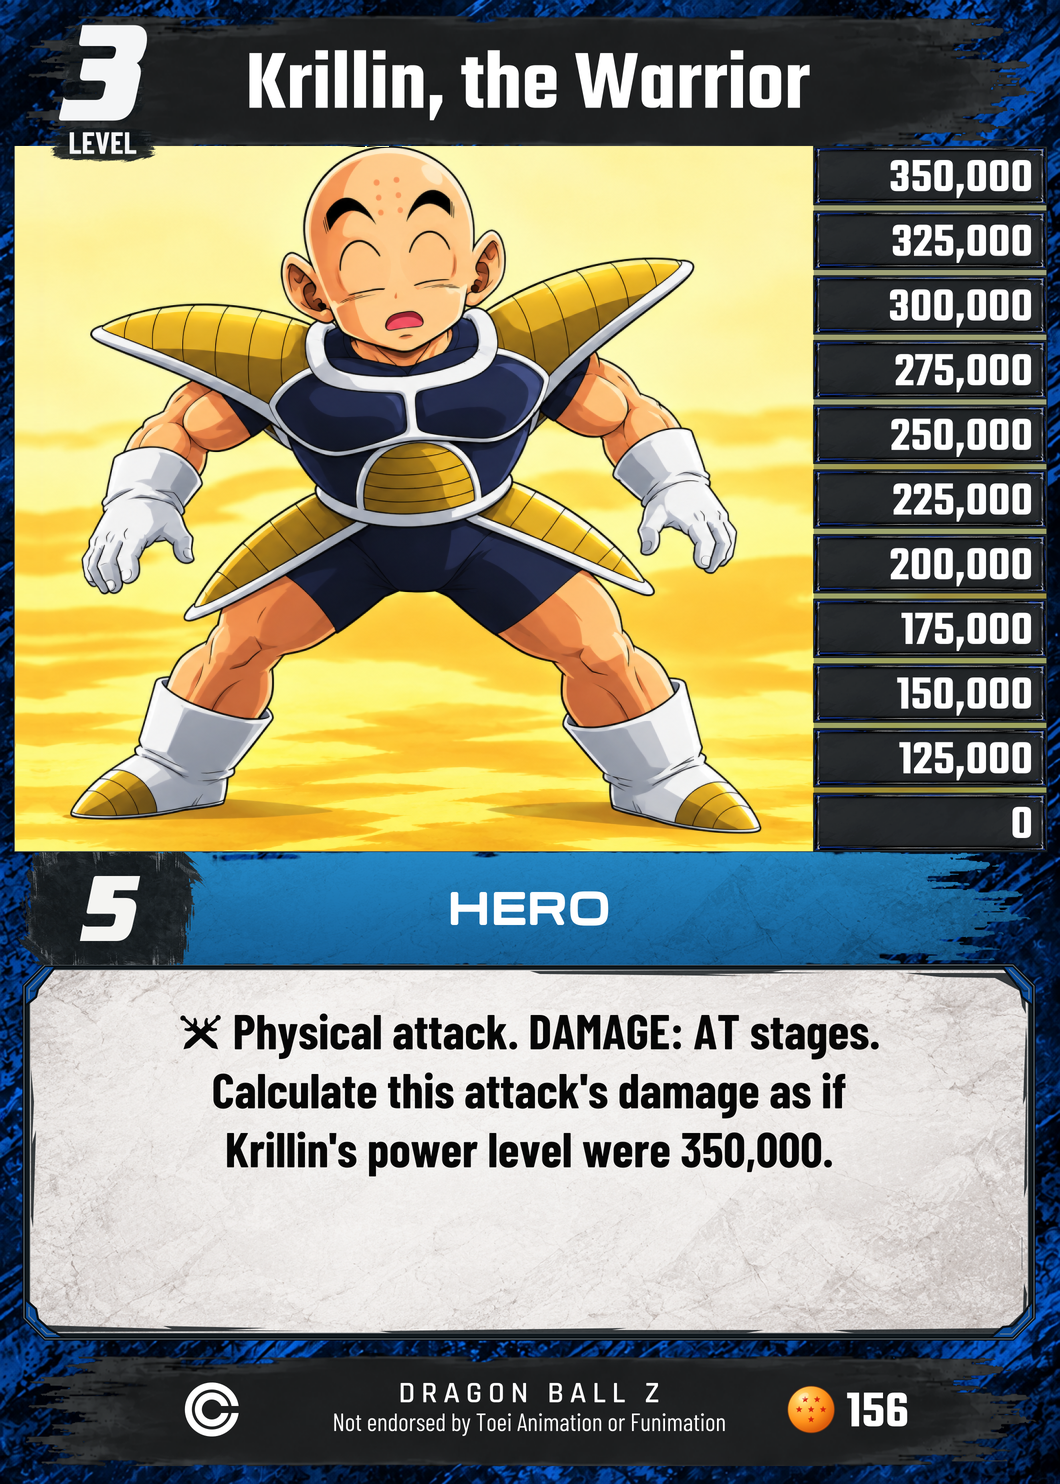 3
LEVEL
Krillin, the Warrior
350,000
325,000
300,000
275,000
250,000
225,000
200,000
175,000
150,000
125,000
0
5
HERO
Physical attack. DAMAGE: AT stages.
Calculate this attack's damage as if
Krillin's power level were 350,000.
DRAGON BALL Z
Not endorsed by Toei Animation or Funimation
156